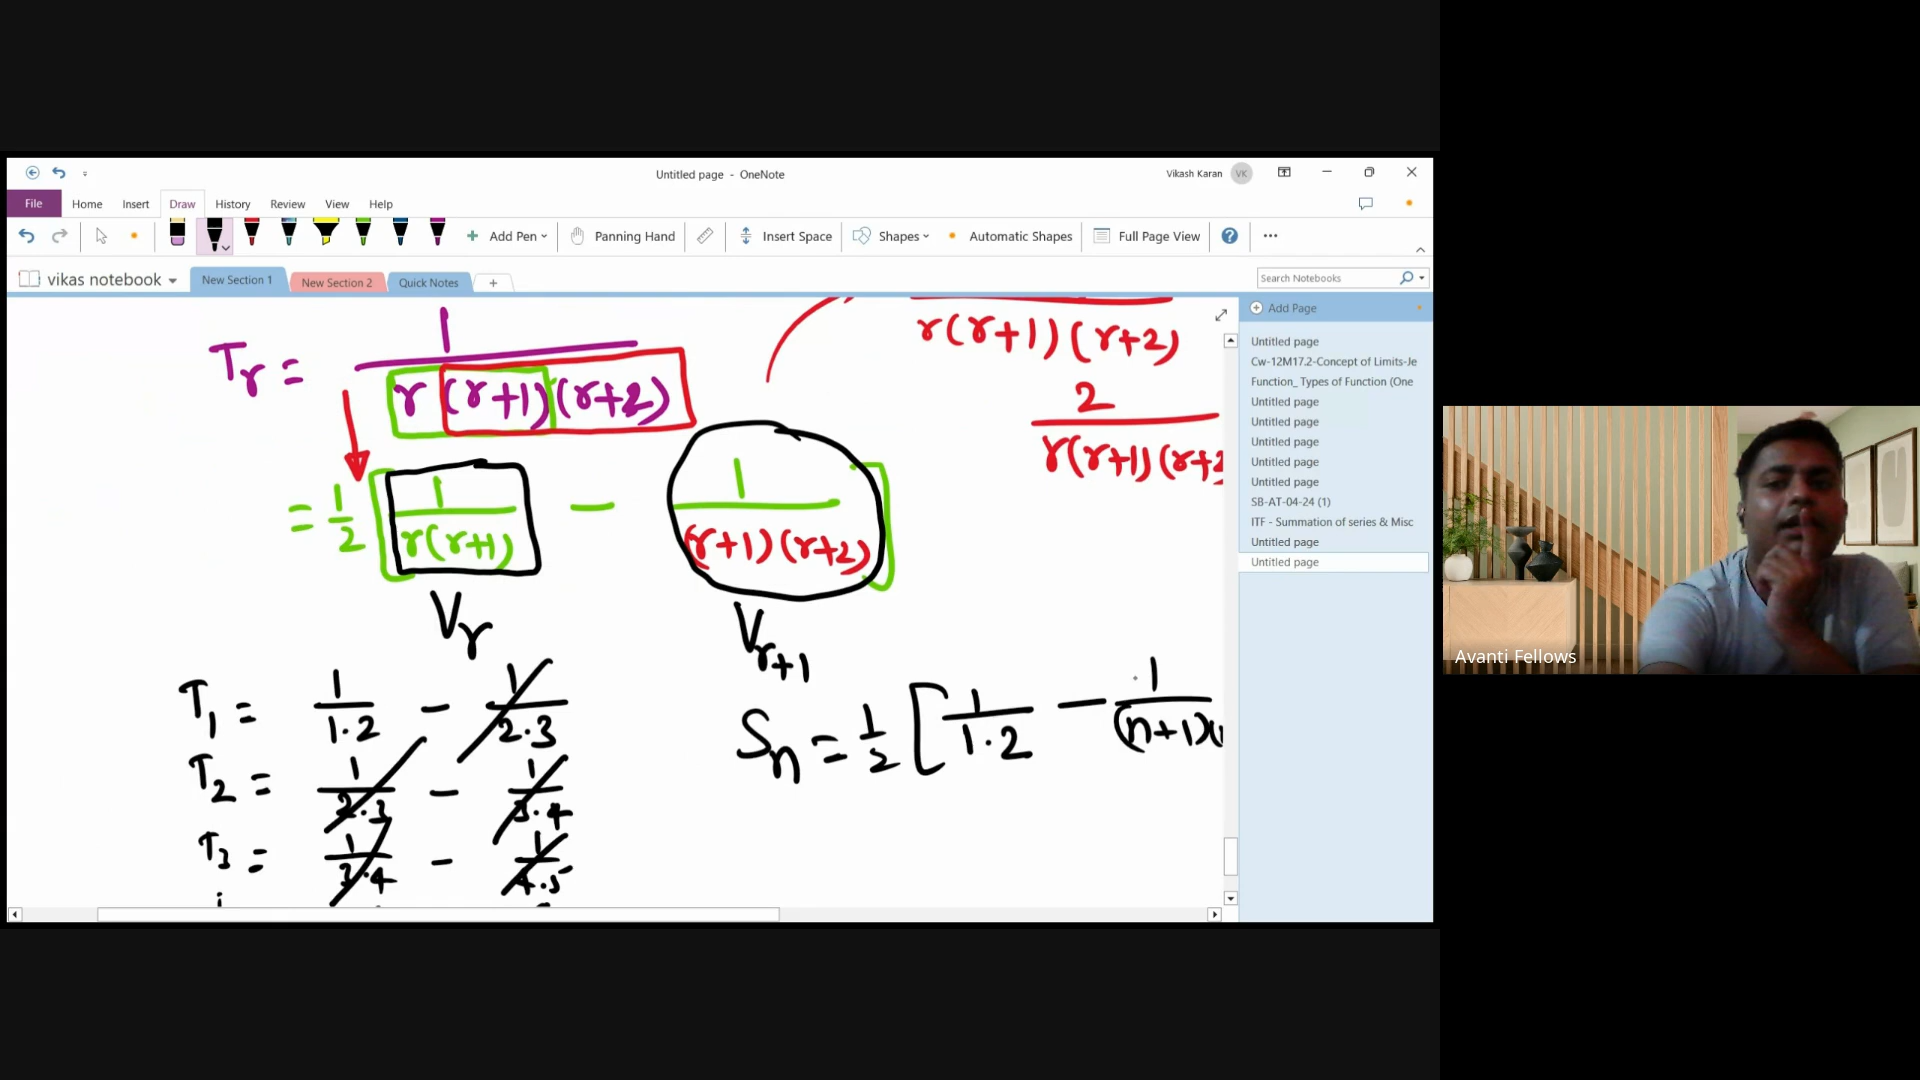 Untitled page - OneNote
Vikash Karan VK
File Home Insert Draw History Review View Help
Add Pen Panning Hand Insert Space Shapes Automatic Shapes Full Page View
vikas notebook New Section 1 New Section 2 Quick Notes +
Search Notebooks
Tr = 1 / r(r+1)(r+2)
r(r+1)(r+2)
2 / r(r+1)(r+2
= 1/2 [ 1 / r(r+1) − 1 / (r+1)(r+2) ]
Vr Vr+1
T1 = 1/1·2 − 1/2·3
T2 = 1/2·3 − 1/3·4
T3 = 1/3·4 − 1/4·5
Sn = 1/2 [ 1/1·2 − 1/(n+1)(
Add Page
Untitled page
Cw-12M17.2-Concept of Limits-Je
Function_ Types of Function (One
Untitled page
Untitled page
Untitled page
Untitled page
Untitled page
SB-AT-04-24 (1)
ITF - Summation of series & Misc
Untitled page
Untitled page
Avanti Fellows